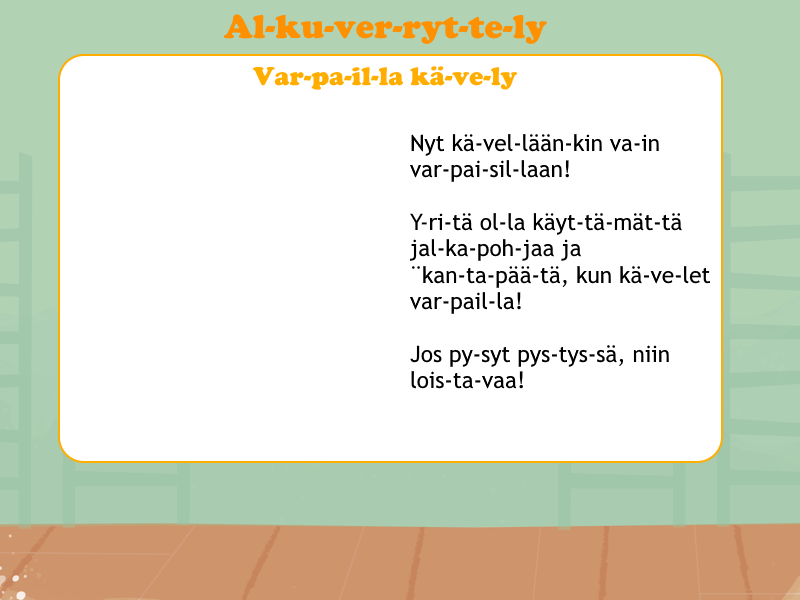 Al-ku-ver-ryt-te-ly
Var-pa-il-la kä-ve-ly
Nyt kä-vel-lään-kin va-in
var-pai-sil-laan!
Y-ri-tä ol-la käyt-tä-mät-tä
jal-ka-poh-jaa ja
¨kan-ta-pää-tä, kun kä-ve-let
var-pail-la!
Jos py-syt pys-tys-sä, niin
lois-ta-vaa!